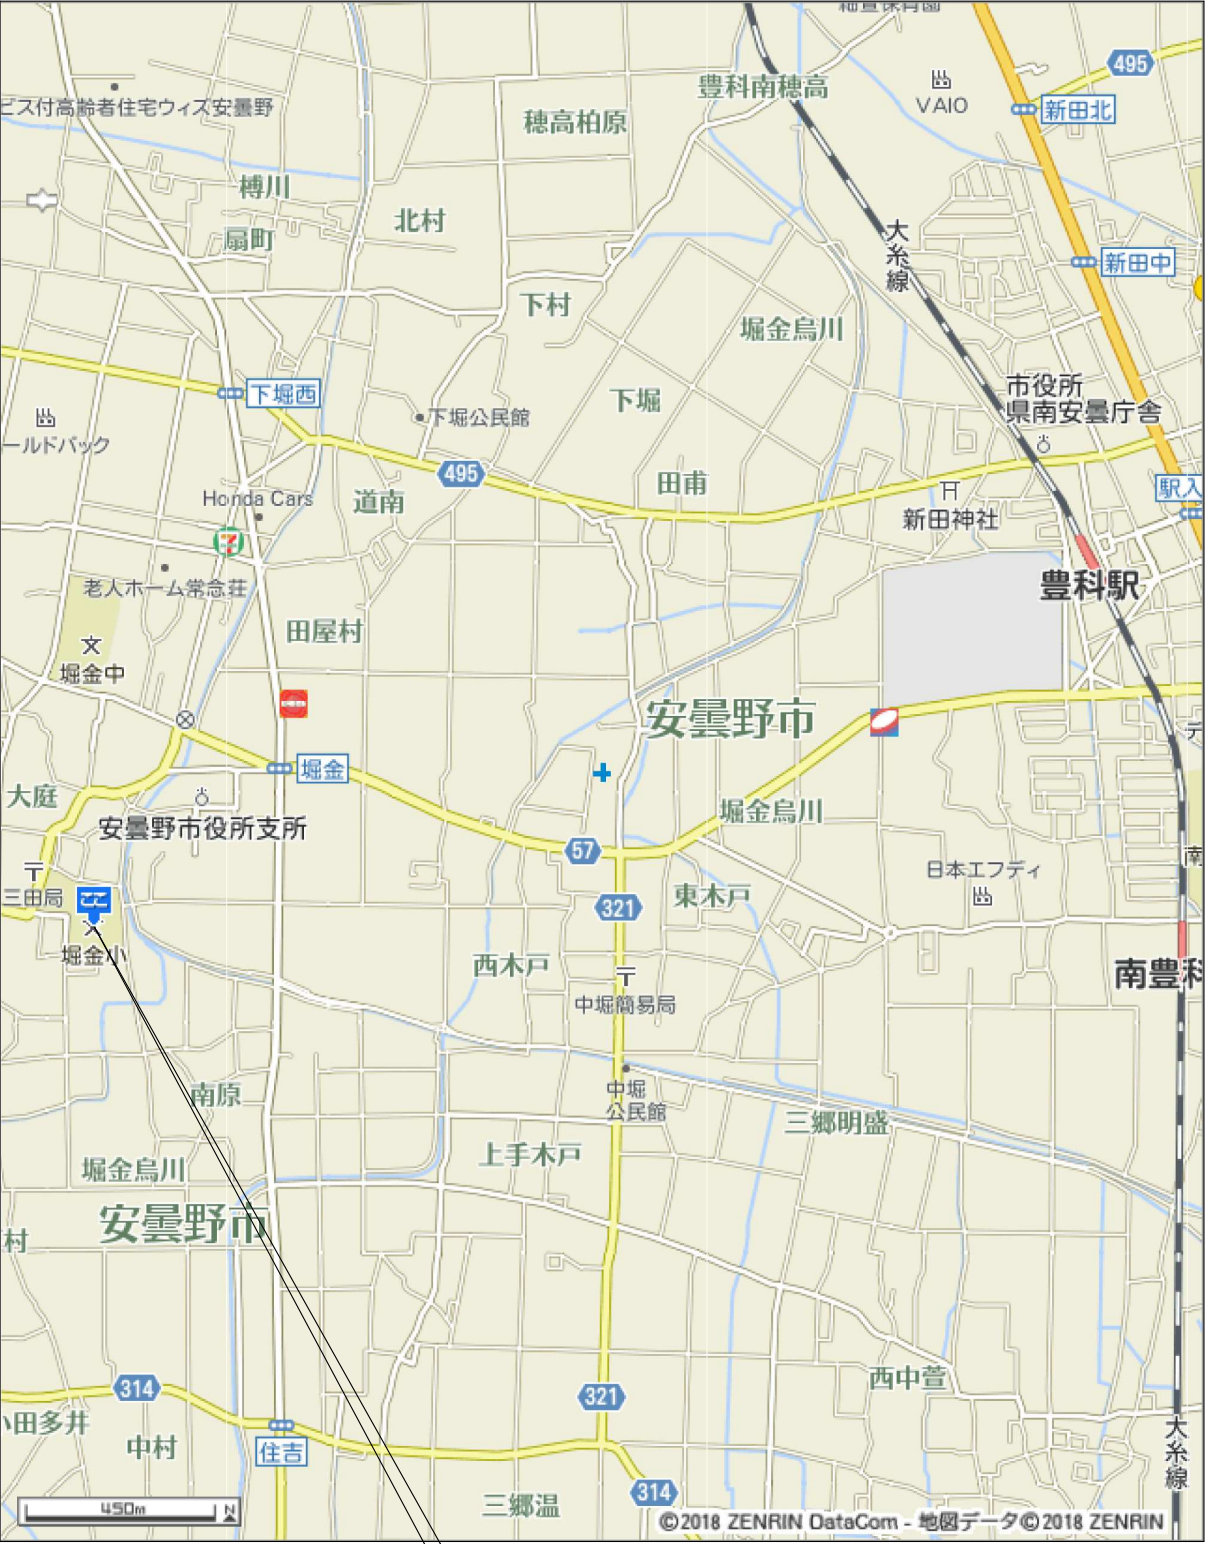 495
豊科南穂高
VAIO
ビス付高齢者住宅ウィズ安曇野
新田北
穂高柏原
樽川
北村
扇町
大糸線
新田中
下村
堀金烏川
市役所
県南安曇庁舎
下堀西
下堀
下堀公民館
ールドパック
495
田甫
駅入
Honda Cars
道南
新田神社
7
老人ホーム常念荘
豊科駅
田屋村
堀金中
安曇野市
デ
堀金
大庭
堀金烏川
安曇野市役所支所
57
南
日本エフディ
三田局
ココ
321
東木戸
堀金小
西木戸
南豊科
中堀簡易局
南原
中堀
公民館
三郷明盛
上手木戸
堀金烏川
安曇野市
村
西中萱
314
321
小田多井
中村
住吉
大糸線
314
三郷温
450m
N
©2018 ZENRIN DataCom - 地図データ©2018 ZENRIN